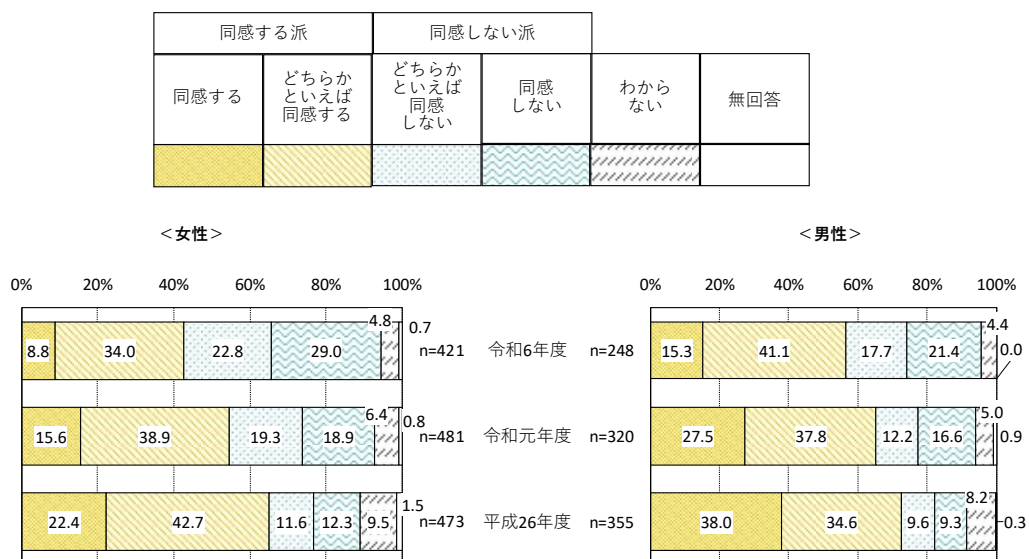 同感する派
同感しない派
同感する
どちらか
といえば
同感する
どちらか
といえば
同感
しない
同感
しない
わから
ない
無回答
<女性>
<男性>
0% 20% 40% 60% 80% 100%
0% 20% 40% 60% 80% 100%
8.8 34.0 22.8 29.0 4.8 0.7 n=421 令和6年度 n=248 15.3 41.1 17.7 21.4 4.4 0.0
15.6 38.9 19.3 18.9 6.4 0.8 n=481 令和元年度 n=320 27.5 37.8 12.2 16.6 5.0 0.9
22.4 42.7 11.6 12.3 9.5 1.5 n=473 平成26年度 n=355 38.0 34.6 9.6 9.3 8.2 0.3